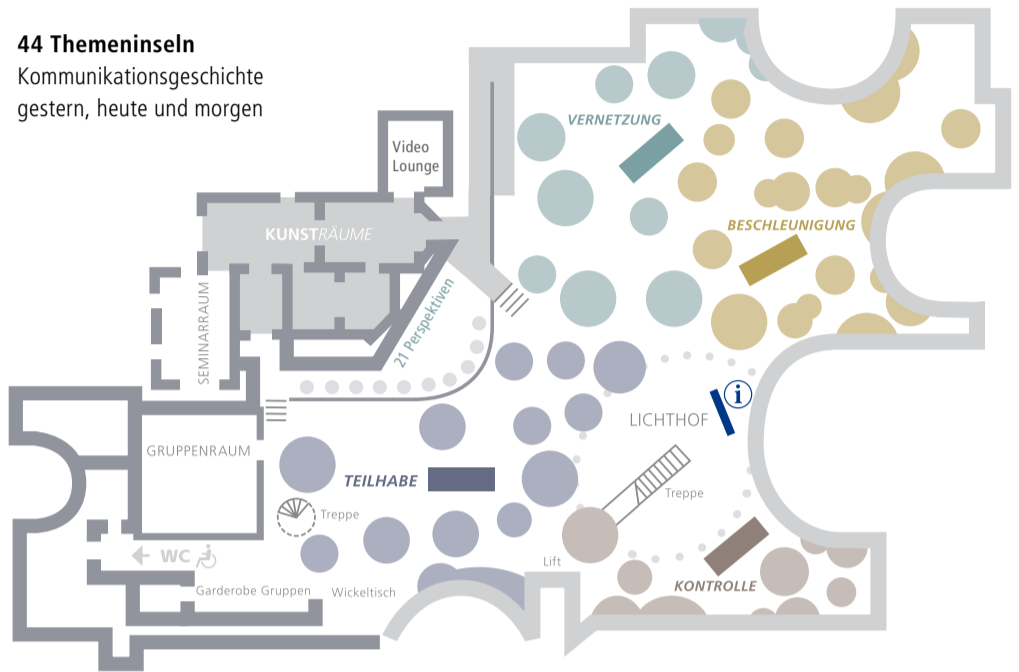 44 Themeninseln
Kommunikationsgeschichte
gestern, heute und morgen
Video
Lounge
VERNETZUNG
KUNSTRÄUME
BESCHLEUNIGUNG
SEMINARRAUM
21 Perspektiven
i
LICHTHOF
GRUPPENRAUM
TEILHABE
Treppe
Treppe
WC
Lift
Garderobe Gruppen
Wickeltisch
KONTROLLE